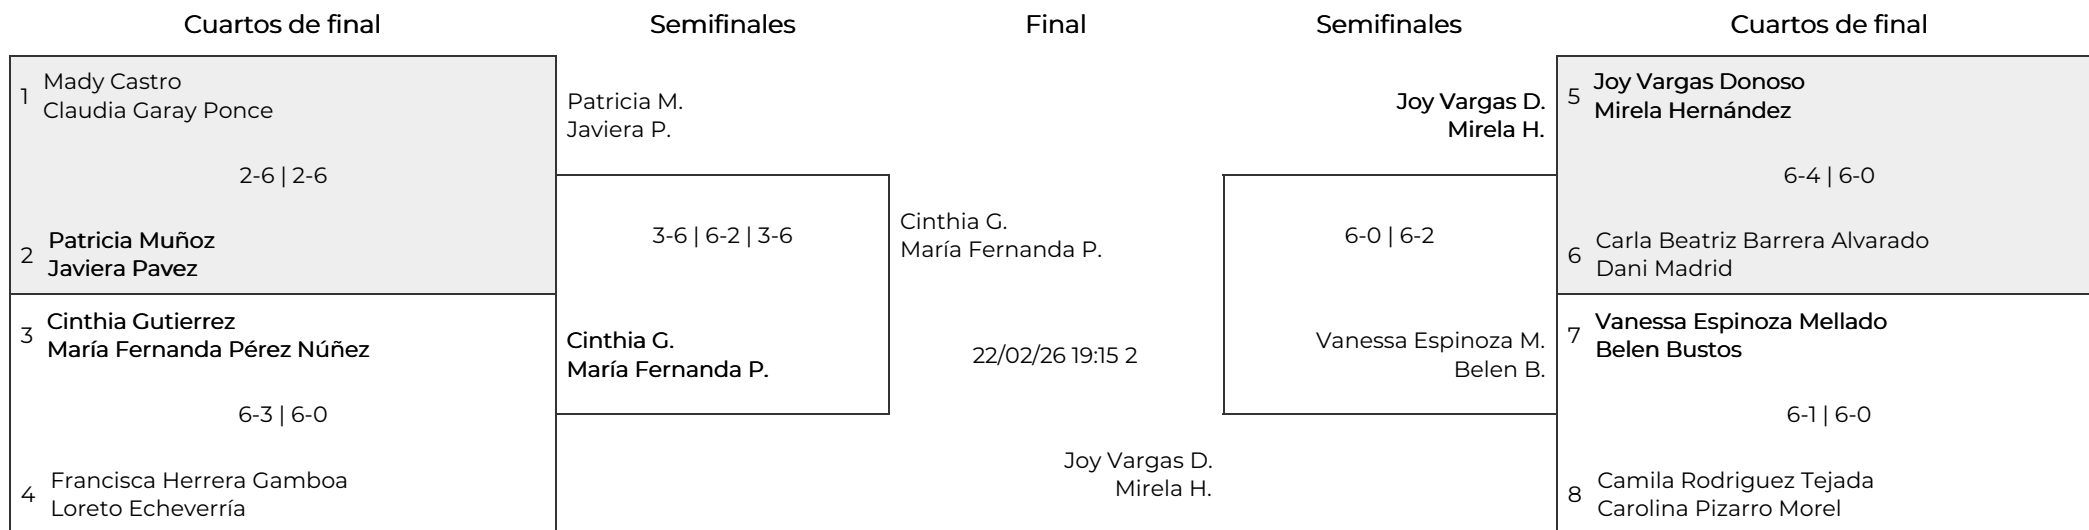 Cuartos de final
Semifinales
Final
Semifinales
Cuartos de final
1
Mady Castro
Claudia Garay Ponce
2-6 | 2-6
2
Patricia Muñoz
Javiera Pavez
3
Cinthia Gutierrez
María Fernanda Pérez Núñez
6-3 | 6-0
4
Francisca Herrera Gamboa
Loreto Echeverría
Patricia M.
Javiera P.
3-6 | 6-2 | 3-6
Cinthia G.
María Fernanda P.
Cinthia G.
María Fernanda P.
22/02/26 19:15 2
Joy Vargas D.
Mirela H.
Joy Vargas D.
Mirela H.
6-0 | 6-2
Vanessa Espinoza M.
Belen B.
5
Joy Vargas Donoso
Mirela Hernández
6-4 | 6-0
6
Carla Beatriz Barrera Alvarado
Dani Madrid
7
Vanessa Espinoza Mellado
Belen Bustos
6-1 | 6-0
8
Camila Rodriguez Tejada
Carolina Pizarro Morel